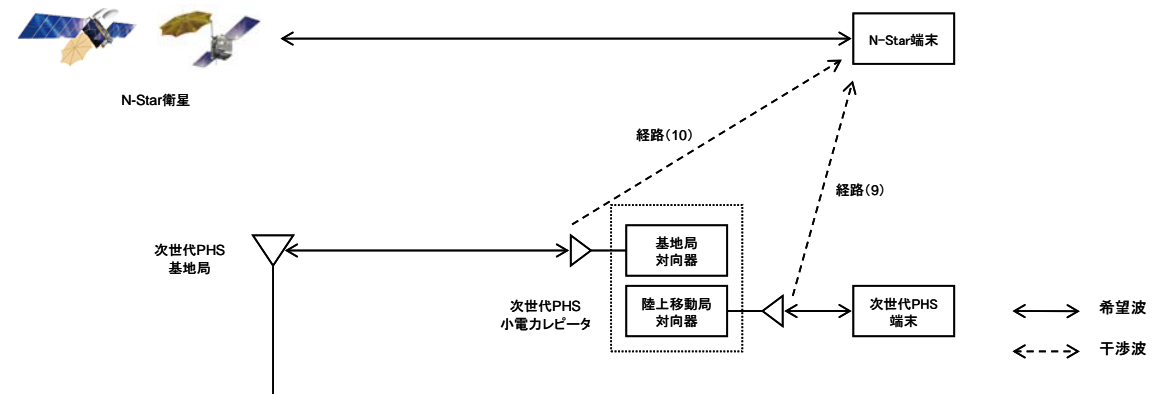 N-Star端末
N-Star衛星
経路(10)
経路(9)
次世代PHS
基地局
基地局
対向器
次世代PHS
小電力レピータ
陸上移動局
対向器
次世代PHS
端末
希望波
干渉波